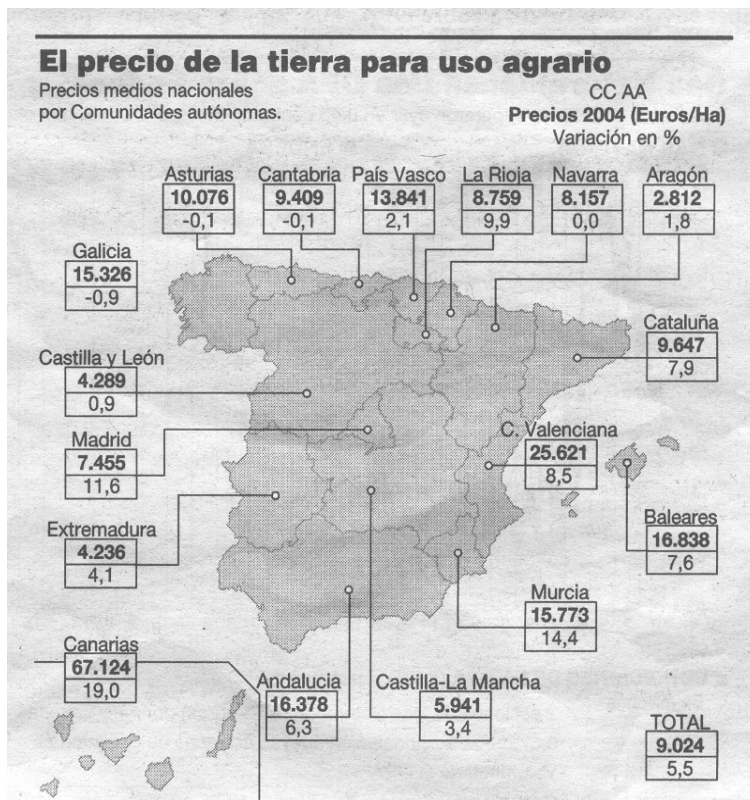 El precio de la tierra para uso agrario
Precios medios nacionales
por Comunidades autónomas.
CC AA
Precios 2004 (Euros/Ha)
Variación en %
Asturias
10.076
-0,1
Cantabria
9.409
-0,1
País Vasco
13.841
2,1
La Rioja
8.759
9,9
Navarra
8.157
0,0
Aragón
2.812
1,8
Galicia
15.326
-0,9
Cataluña
9.647
7,9
Castilla y León
4.289
0,9
Madrid
7.455
11,6
C. Valenciana
25.621
8,5
Extremadura
4.236
4,1
Baleares
16.838
7,6
Murcia
15.773
14,4
Canarias
67.124
19,0
Andalucia
16.378
6,3
Castilla-La Mancha
5.941
3,4
TOTAL
9.024
5,5